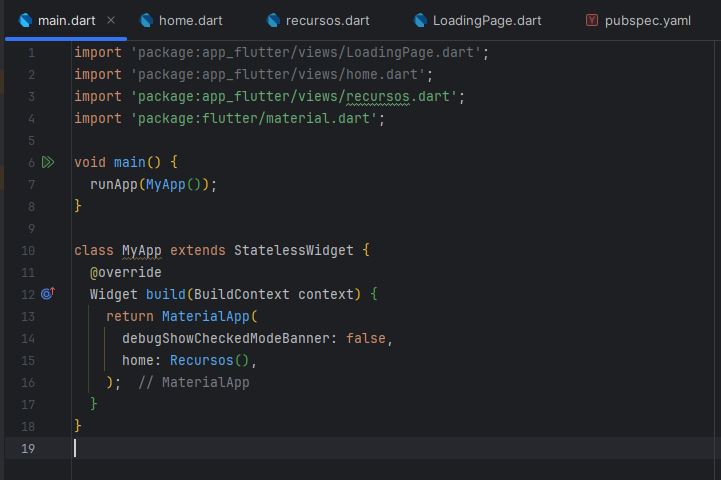 main.dart × home.dart recursos.dart LoadingPage.dart Y pubspec.yaml
1 import 'package:app_flutter/views/LoadingPage.dart';
2 import 'package:app_flutter/views/home.dart';
3 import 'package:app_flutter/views/recursos.dart';
4 import 'package:flutter/material.dart';
5
6 void main() {
7   runApp(MyApp());
8 }
9
10 class MyApp extends StatelessWidget {
11   @override
12   Widget build(BuildContext context) {
13     return MaterialApp(
14       debugShowCheckedModeBanner: false,
15       home: Recursos(),
16     );  // MaterialApp
17   }
18 }
19